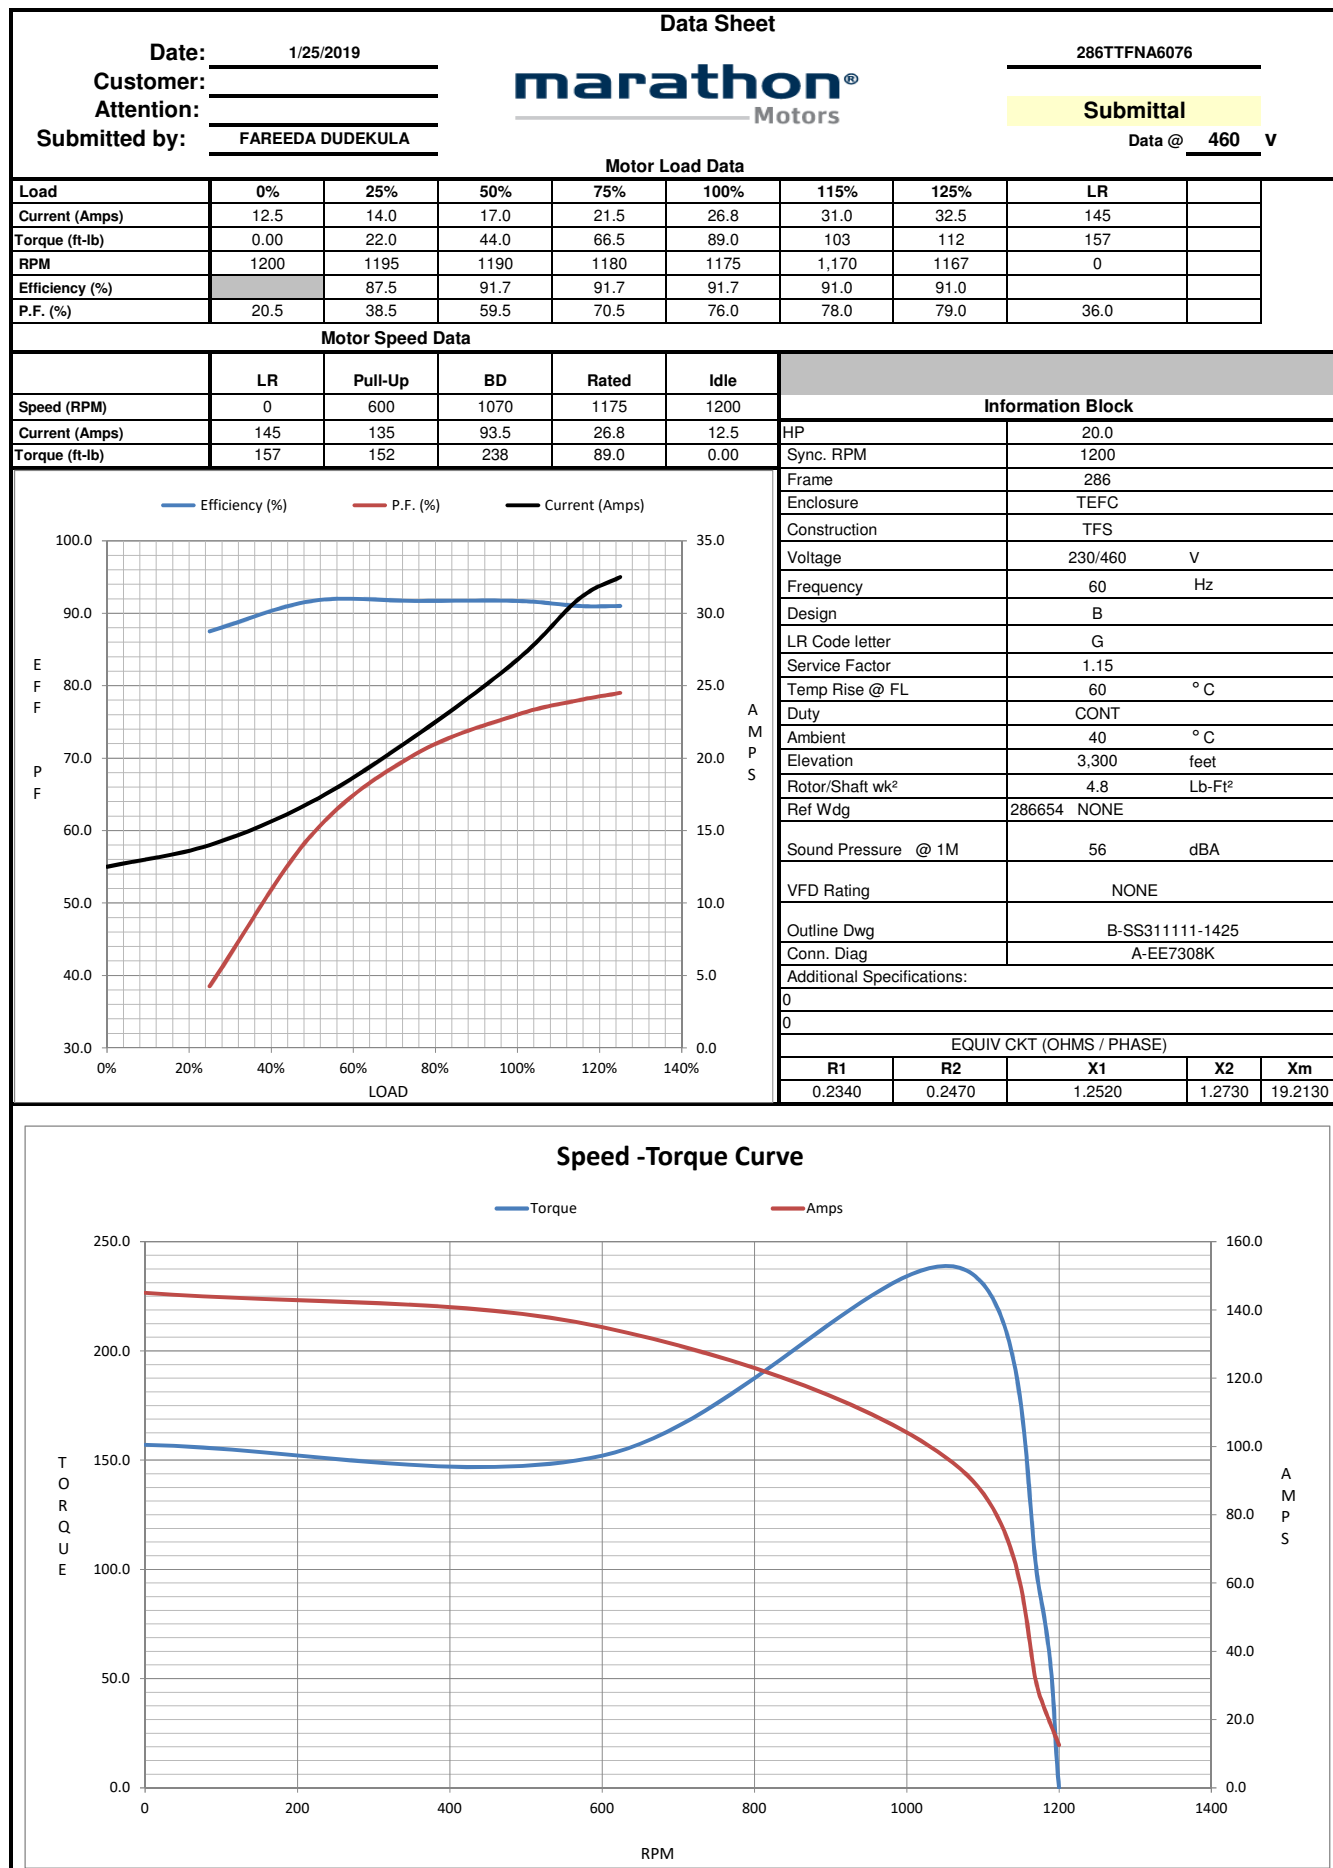 Data Sheet
Date: 1/25/2019 286TTFNA6076
Customer:
marathon®
Motors
Attention: Submittal
Submitted by: FAREEDA DUDEKULA Data @ 460 V
Motor Load Data
Load 0% 25% 50% 75% 100% 115% 125% LR
Current (Amps) 12.5 14.0 17.0 21.5 26.8 31.0 32.5 145
Torque (ft-lb) 0.00 22.0 44.0 66.5 89.0 103 112 157
RPM 1200 1195 1190 1180 1175 1,170 1167 0
Efficiency (%) 87.5 91.7 91.7 91.7 91.0 91.0
P.F. (%) 20.5 38.5 59.5 70.5 76.0 78.0 79.0 36.0
Motor Speed Data
LR Pull-Up BD Rated Idle
Speed (RPM) 0 600 1070 1175 1200
Current (Amps) 145 135 93.5 26.8 12.5
Torque (ft-lb) 157 152 238 89.0 0.00
Information Block
HP 20.0
Sync. RPM 1200
Frame 286
Enclosure TEFC
Construction TFS
Voltage 230/460 V
Frequency 60 Hz
Design B
LR Code letter G
Service Factor 1.15
Temp Rise @ FL 60 ° C
Duty CONT
Ambient 40 ° C
Elevation 3,300 feet
Rotor/Shaft wk² 4.8 Lb-Ft²
Ref Wdg 286654 NONE
Sound Pressure @ 1M 56 dBA
VFD Rating NONE
Outline Dwg B-SS311111-1425
Conn. Diag A-EE7308K
Additional Specifications:
0
0
EQUIV CKT (OHMS / PHASE)
R1 R2 X1 X2 Xm
0.2340 0.2470 1.2520 1.2730 19.2130
Efficiency (%) P.F. (%) Current (Amps)
100.0
90.0
80.0
70.0
60.0
50.0
40.0
30.0
EFF PF
35.0
30.0
25.0
20.0
15.0
10.0
5.0
0.0
AMPS
0% 20% 40% 60% 80% 100% 120% 140%
LOAD
Speed -Torque Curve
Torque Amps
250.0
200.0
150.0
100.0
50.0
0.0
TORQUE
160.0
140.0
120.0
100.0
80.0
60.0
40.0
20.0
0.0
AMPS
0 200 400 600 800 1000 1200 1400
RPM